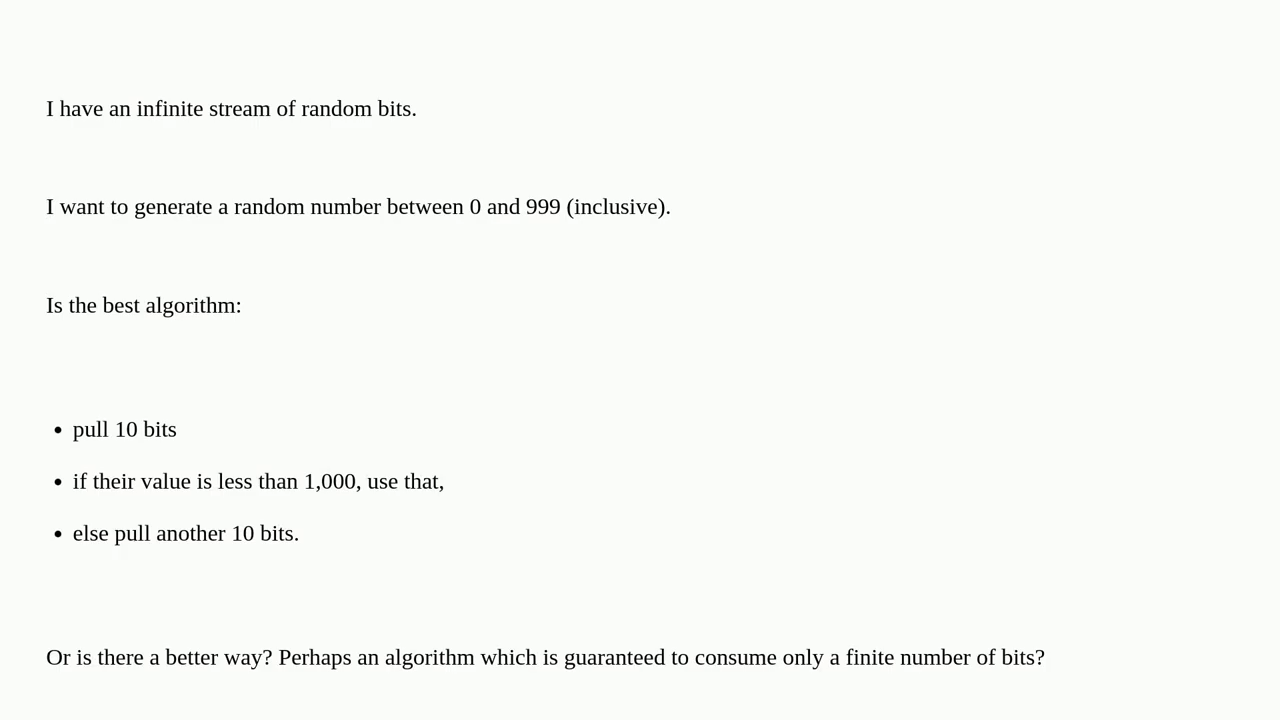 I have an infinite stream of random bits.
I want to generate a random number between 0 and 999 (inclusive).
Is the best algorithm:
• pull 10 bits
• if their value is less than 1,000, use that,
• else pull another 10 bits.
Or is there a better way? Perhaps an algorithm which is guaranteed to consume only a finite number of bits?